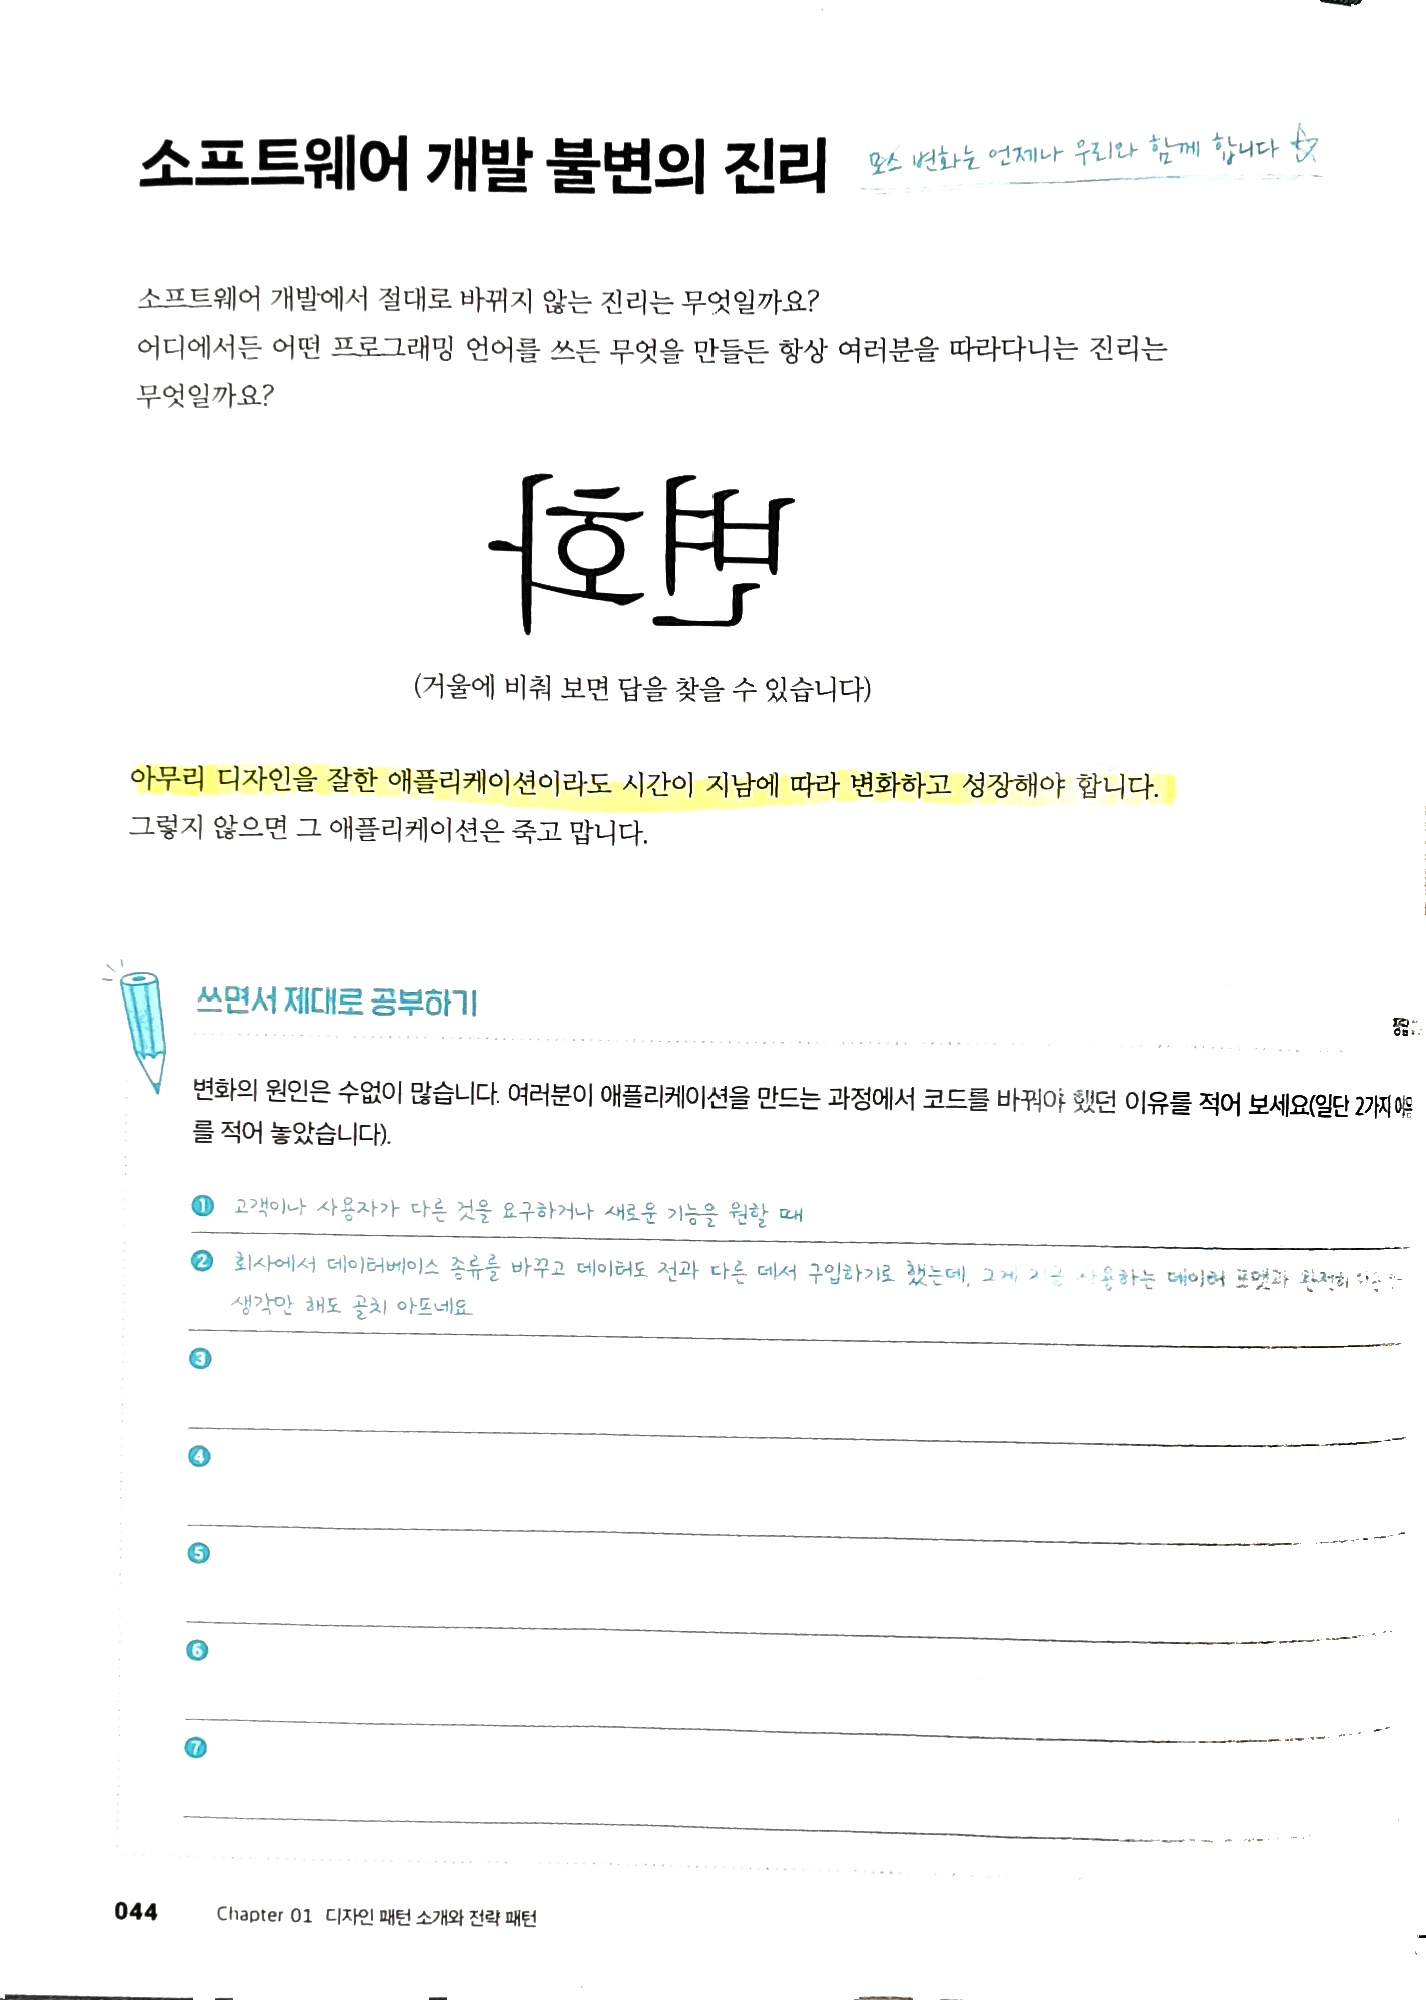 소프트웨어 개발 불변의 진리
모스 변화는 언제나 우리와 함께 합니다
소프트웨어 개발에서 절대로 바뀌지 않는 진리는 무엇일까요?
어디에서든 어떤 프로그래밍 언어를 쓰든 무엇을 만들든 항상 여러분을 따라다니는 진리는
무엇일까요?
변화
(거울에 비춰 보면 답을 찾을 수 있습니다)
아무리 디자인을 잘한 애플리케이션이라도 시간이 지남에 따라 변화하고 성장해야 합니다.
그렇지 않으면 그 애플리케이션은 죽고 맙니다.
쓰면서 제대로 공부하기
변화의 원인은 수없이 많습니다. 여러분이 애플리케이션을 만드는 과정에서 코드를 바꿔야 했던 이유를 적어 보세요(일단 2가지
를 적어 놓았습니다).
1 고객이나 사용자가 다른 것을 요구하거나 새로운 기능을 원할 때
2 회사에서 데이터베이스 종류를 바꾸고 데이터도 전과 다른 데서 구입하기로 했는데, 그게 지금 사용하는 데이터 포맷과 완전히
생각만 해도 골치 아프네요
3
4
5
6
7
044 Chapter 01 디자인 패턴 소개와 전략 패턴